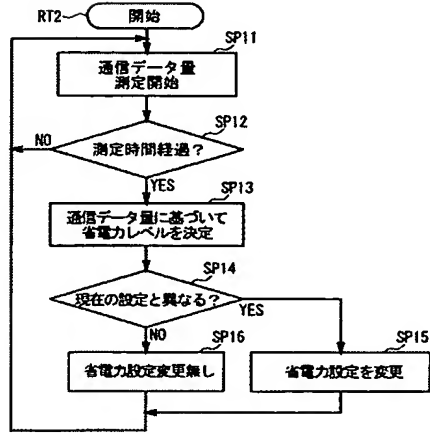 RT2
開始
SP11
通信データ量
測定開始
SP12
NO
測定時間経過？
YES
SP13
通信データ量に基づいて
省電力レベルを決定
SP14
現在の設定と異なる？
YES
NO
SP16
SP15
省電力設定変更無し
省電力設定を変更